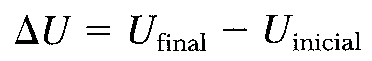 ΔU = U_final − U_inicial